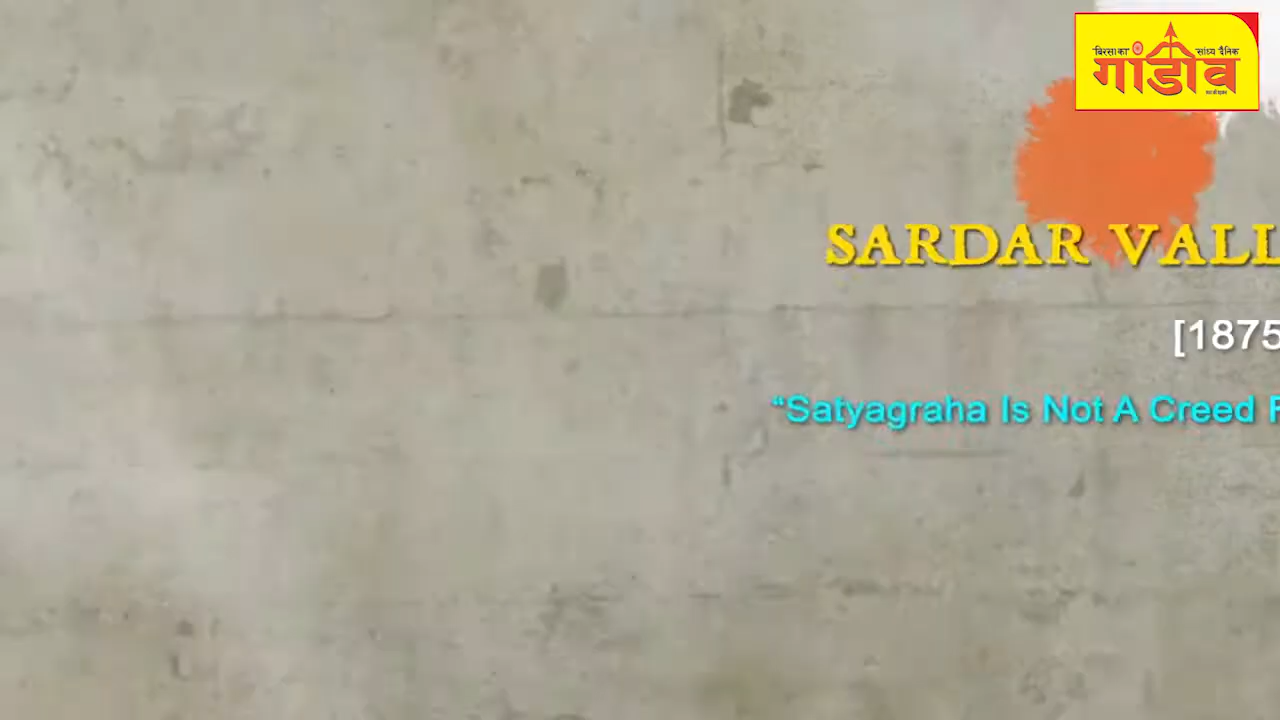 बिरसा का सांध्य दैनिक
गांडीव
SARDAR VALL
[1875
“Satyagraha Is Not A Creed F